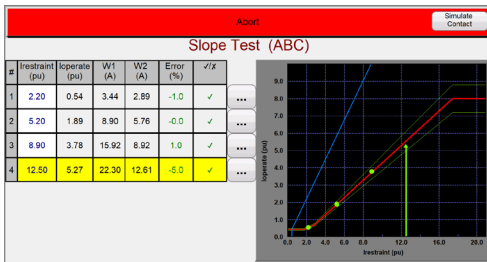 Abort
Simulate
Contact
Slope Test (ABC)
# Irestraint (pu) Ioperate (pu) W1 (A) W2 (A) Error (%) ✓/✗
1 2.20 0.54 3.44 2.89 -1.0 ✓ ...
2 5.20 1.89 8.90 5.76 -0.0 ✓ ...
3 8.90 3.78 15.92 8.92 1.0 ✓ ...
4 12.50 5.27 22.30 12.61 -5.0 ✓ ...
Ioperate (pu)
9.0
8.0
7.0
6.0
5.0
4.0
3.0
2.0
1.0
0.0
0.0 2.0 4.0 6.0 8.0 12.0 16.0 20.0
Irestraint (pu)